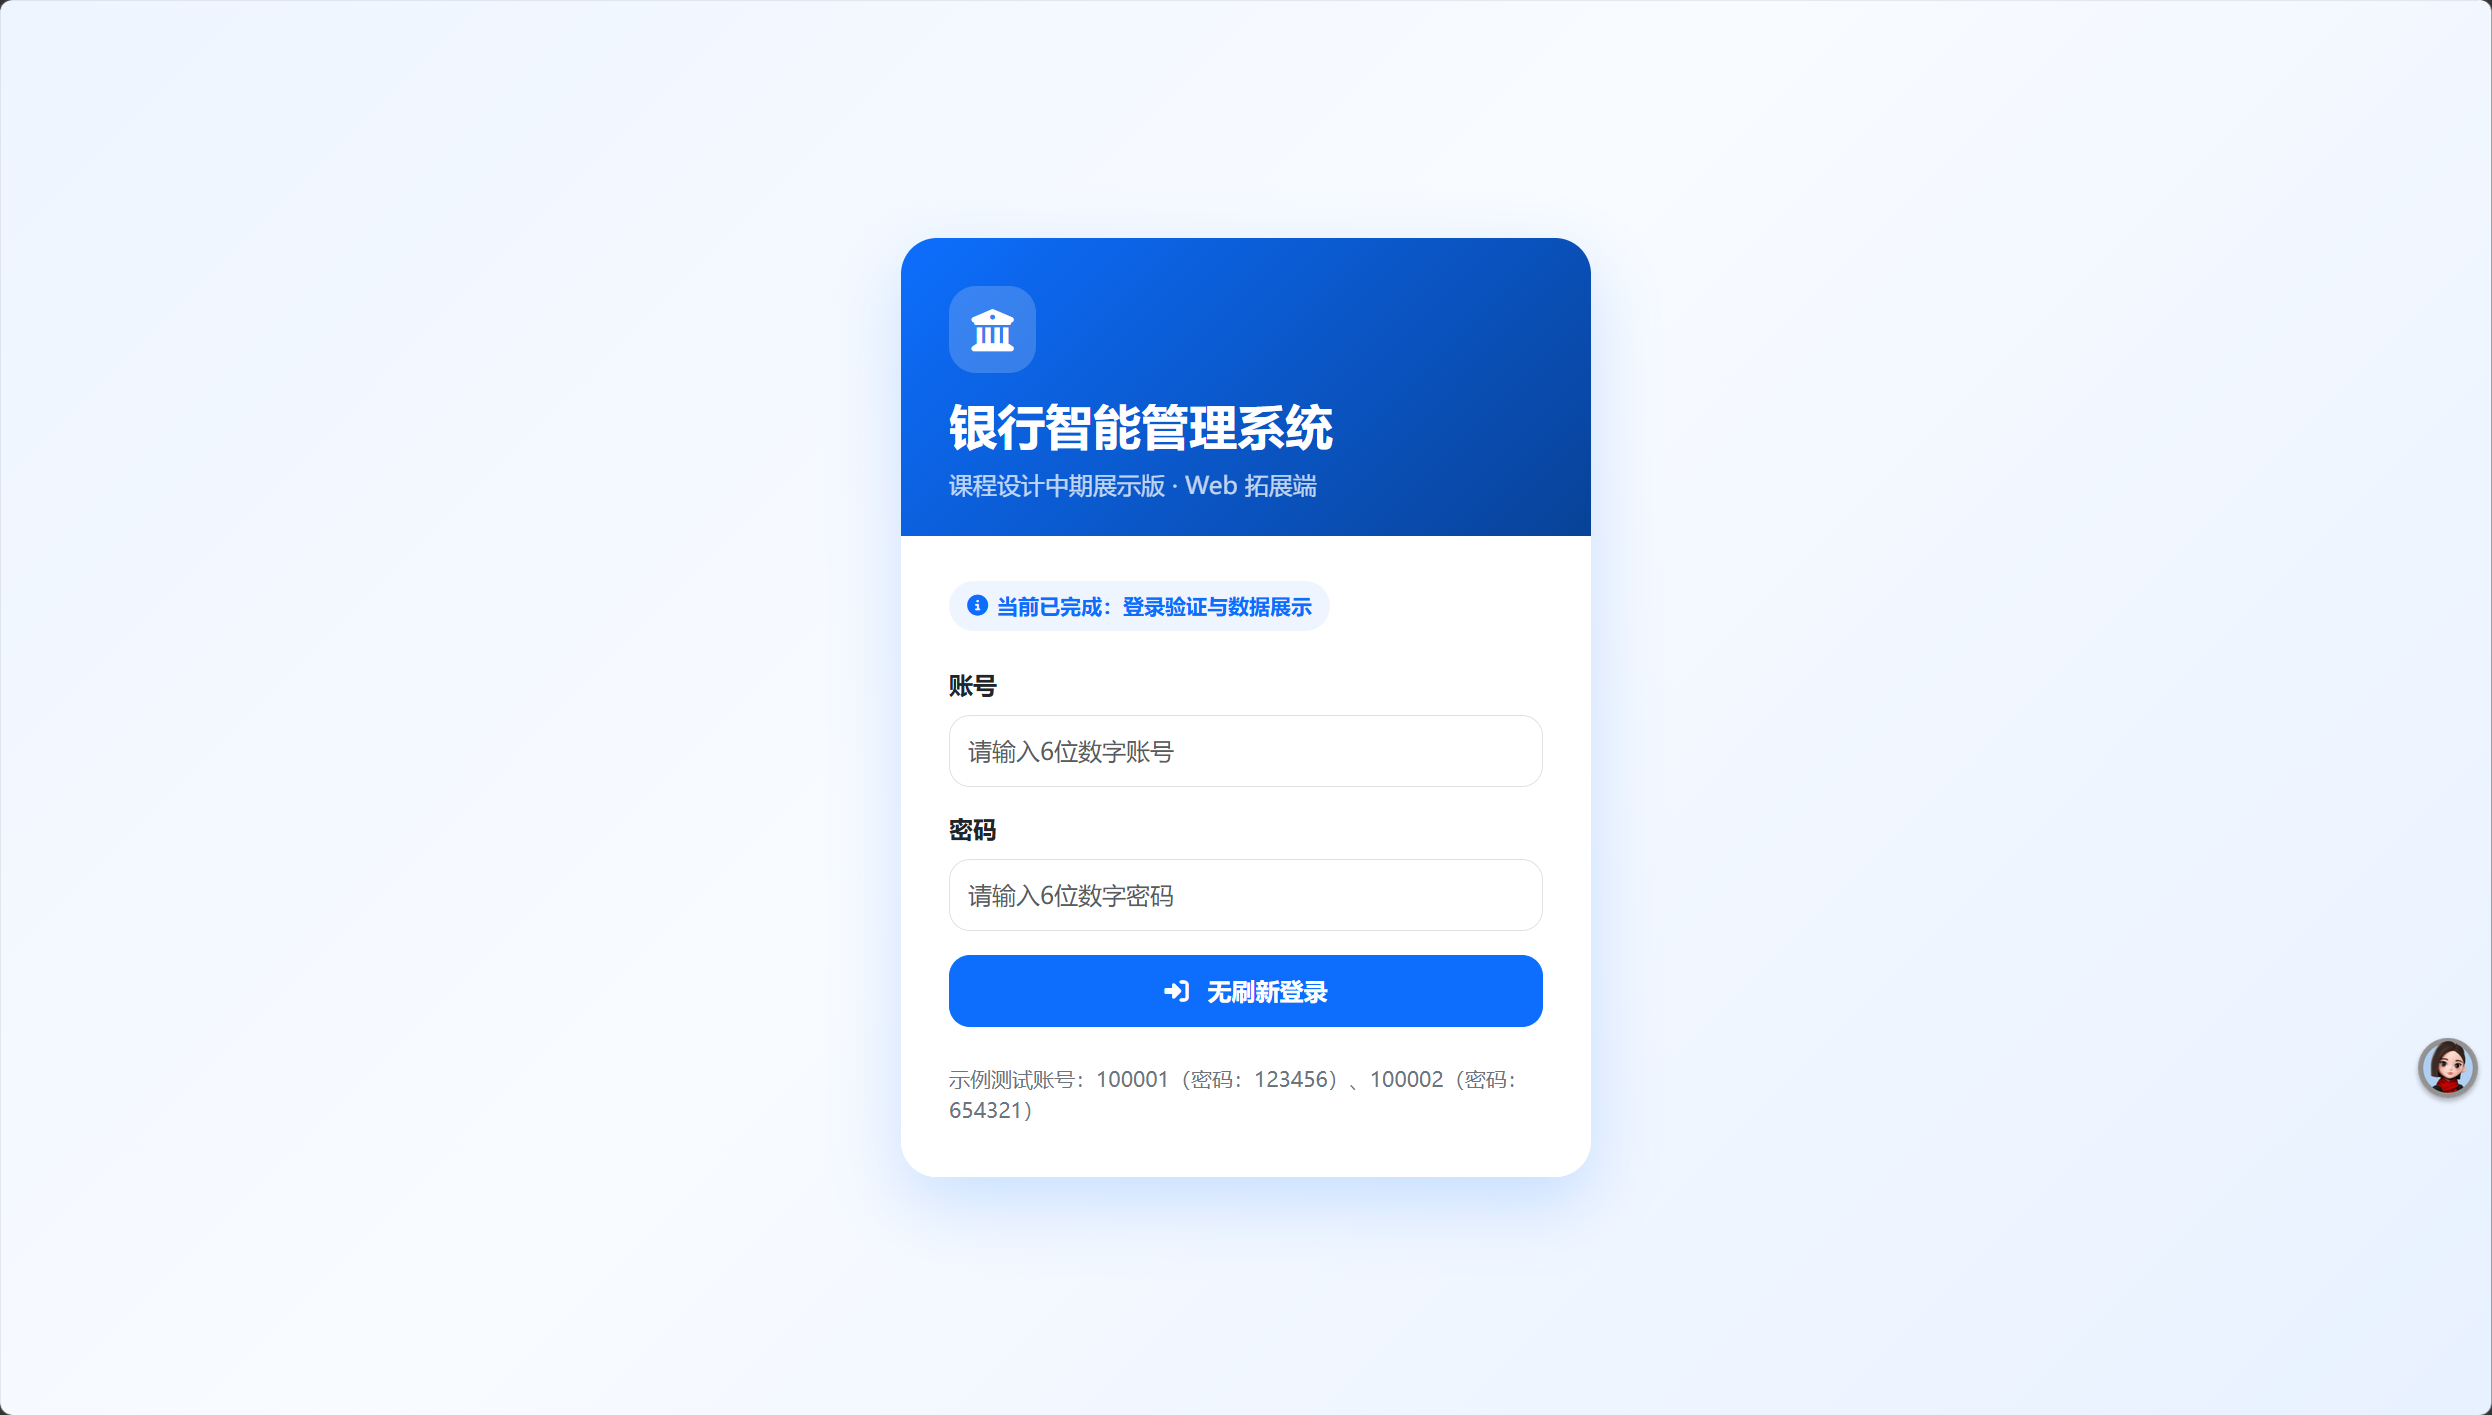 银行智能管理系统
课程设计中期展示版 · Web 拓展端
当前已完成：登录验证与数据展示
账号
请输入6位数字账号
密码
请输入6位数字密码
无刷新登录
示例测试账号：100001（密码：123456）、100002（密码：
654321）